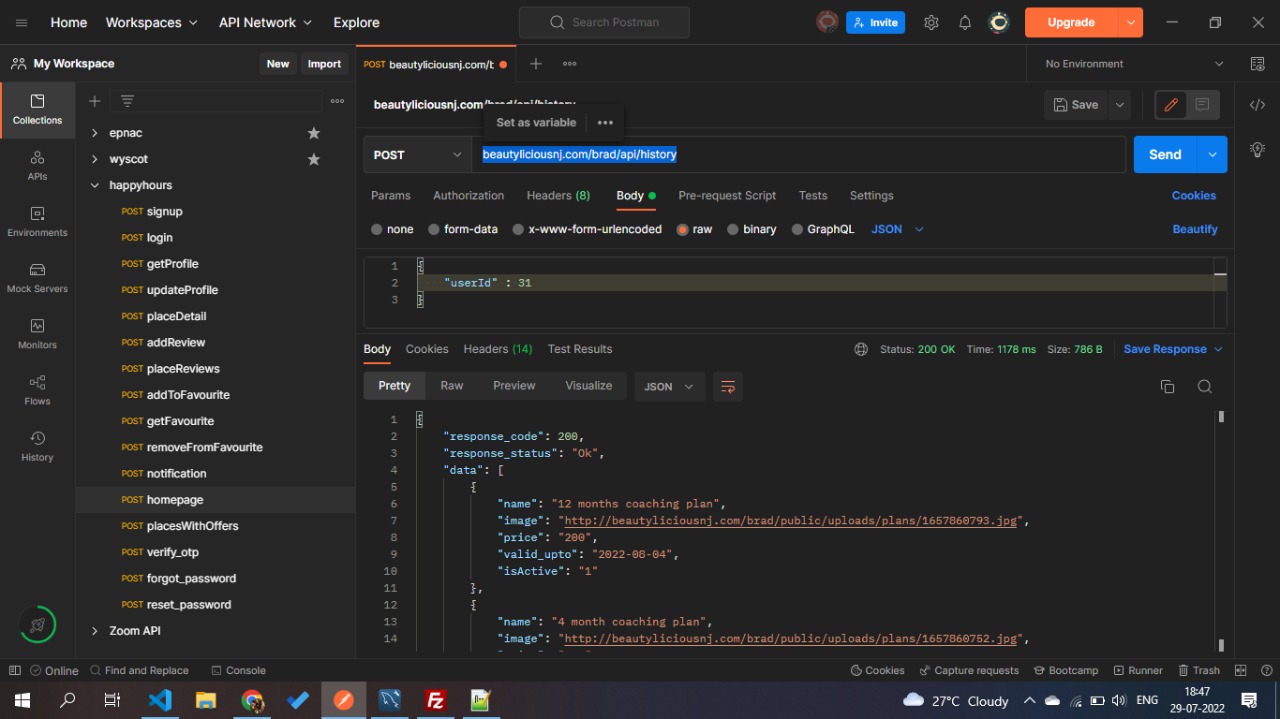 Home Workspaces API Network Explore Search Postman Invite Upgrade
My Workspace New Import POST beautyliciousnj.com/b No Environment
Collections
epnac
beautyliciousnj.com/brad/api/history Save
Set as variable
wyscot
POST beautyliciousnj.com/brad/api/history Send
APIs
happyhours
Params Authorization Headers (8) Body Pre-request Script Tests Settings Cookies
POST signup
Environments
none form-data x-www-form-urlencoded raw binary GraphQL JSON Beautify
POST login
POST getProfile
1 {
Mock Servers
POST updateProfile
2 "userId" : 31
3 }
POST placeDetail
Monitors
POST addReview
Body Cookies Headers (14) Test Results Status: 200 OK Time: 1178 ms Size: 786 B Save Response
POST placeReviews
Flows
Pretty Raw Preview Visualize JSON
POST addToFavourite
POST getFavourite
1 {
2 "response_code": 200,
POST removeFromFavourite
History
3 "response_status": "Ok",
4 "data": [
POST notification
5 {
POST homepage
6 "name": "12 months coaching plan",
7 "image": "http://beautyliciousnj.com/brad/public/uploads/plans/1657860793.jpg",
POST placesWithOffers
8 "price": "200",
POST verify_otp
9 "valid_upto": "2022-08-04",
10 "isActive": "1"
POST forgot_password
11 },
12 {
POST reset_password
13 "name": "4 month coaching plan",
Zoom API
14 "image": "http://beautyliciousnj.com/brad/public/uploads/plans/1657860752.jpg",
Online Find and Replace Console Cookies Capture requests Bootcamp Runner Trash
27°C Cloudy ENG 18:47
29-07-2022